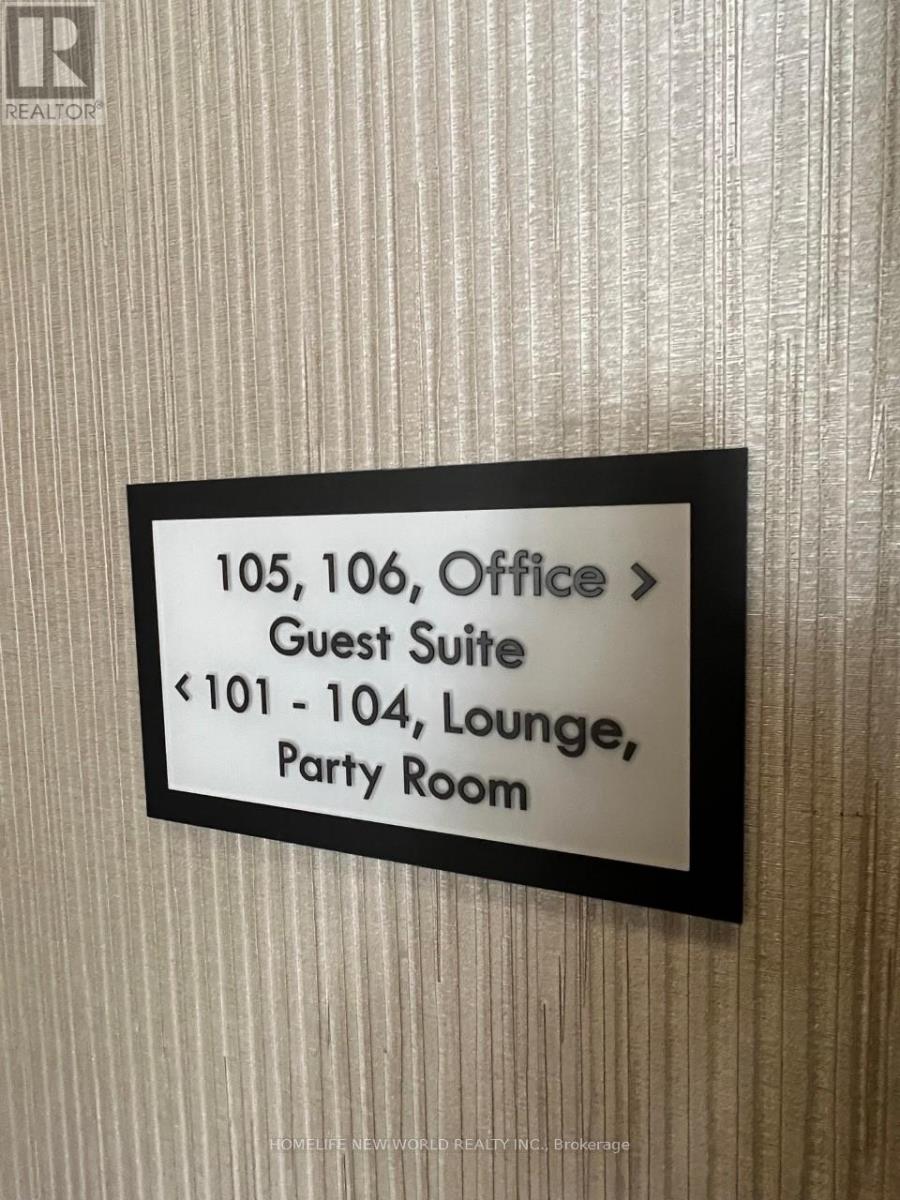 R
REALTOR®
105, 106, Office >
Guest Suite
< 101 - 104, Lounge,
Party Room
HOMELIFE NEW WORLD REALTY INC., Brokerage